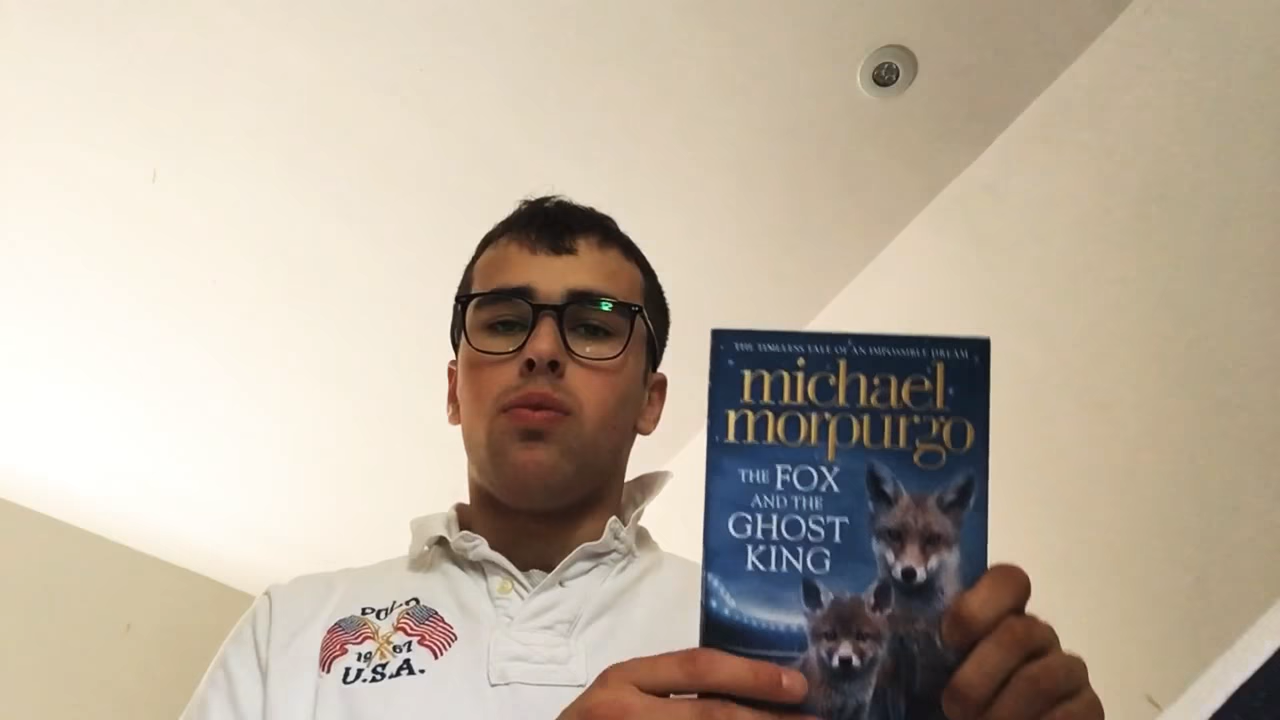 THE TIMELESS TALE OF AN IMPOSSIBLE DREAM
michael
morpurgo
THE FOX
AND THE
GHOST
KING
POLO
1967
U.S.A.